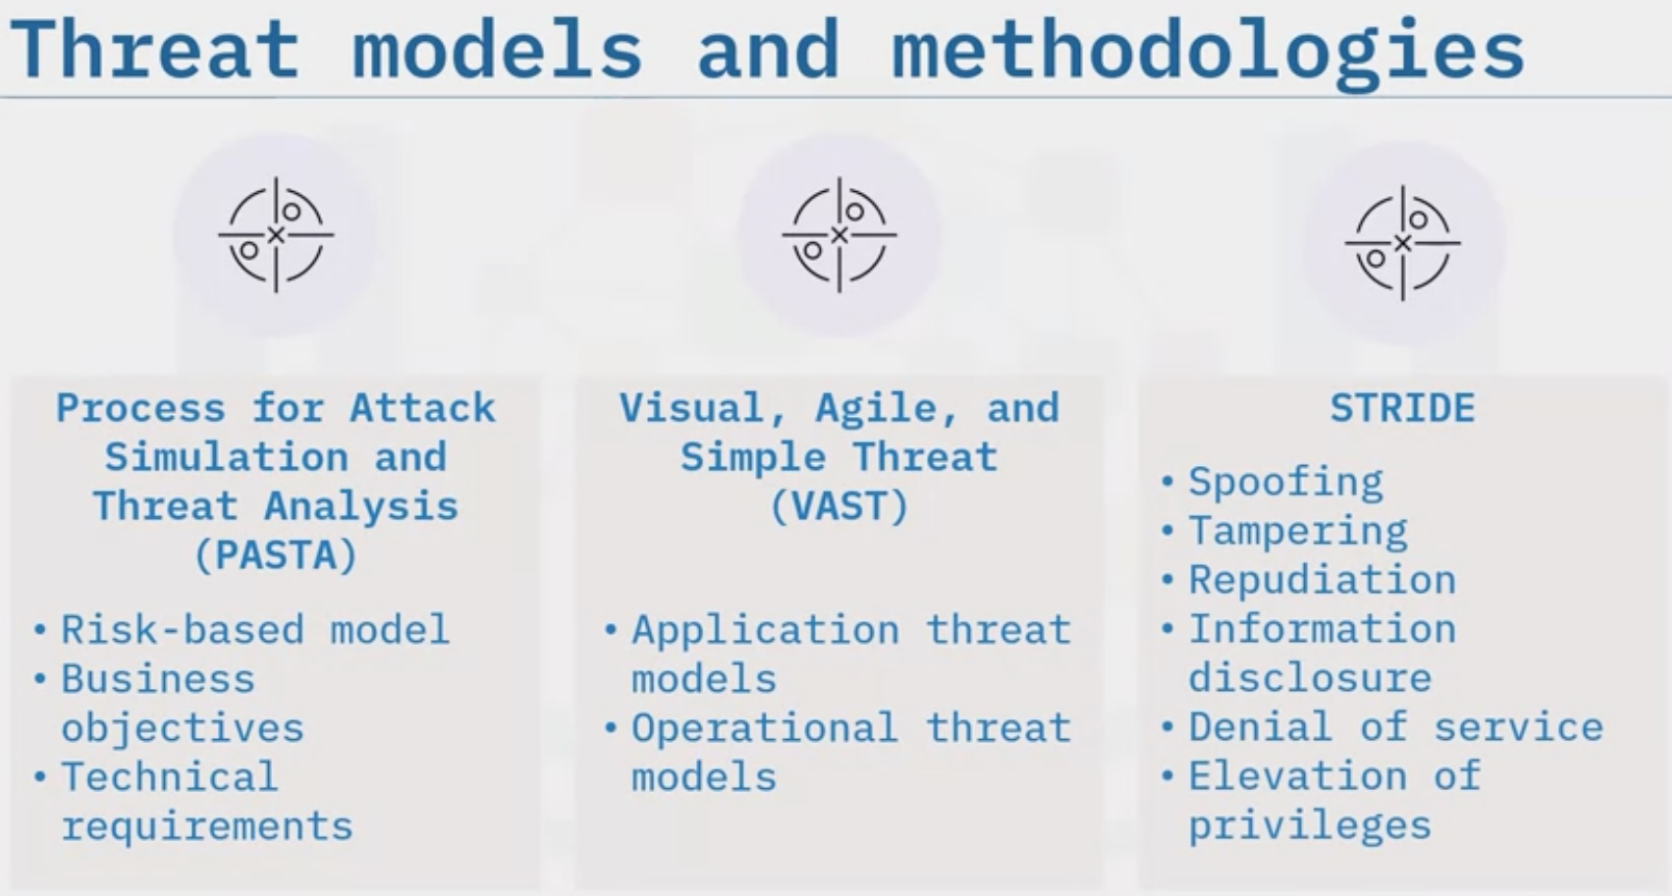 Threat models and methodologies
Process for Attack
Simulation and
Threat Analysis
(PASTA)
• Risk-based model
• Business
objectives
• Technical
requirements
Visual, Agile, and
Simple Threat
(VAST)
• Application threat
models
• Operational threat
models
STRIDE
• Spoofing
• Tampering
• Repudiation
• Information
disclosure
• Denial of service
• Elevation of
privileges